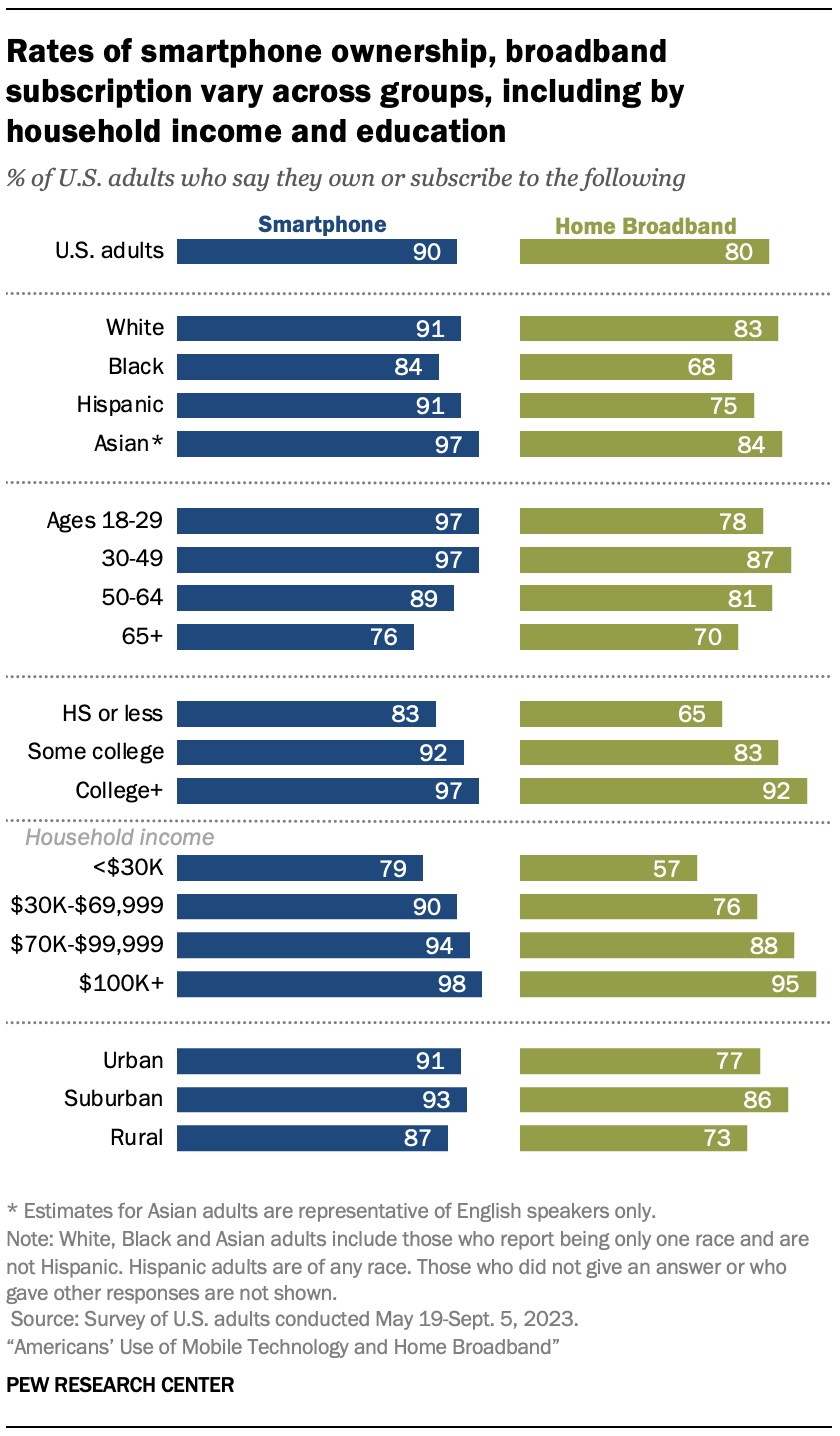 Rates of smartphone ownership, broadband
subscription vary across groups, including by
household income and education
% of U.S. adults who say they own or subscribe to the following
Smartphone Home Broadband
U.S. adults 90 80
White 91 83
Black 84 68
Hispanic 91 75
Asian* 97 84
Ages 18-29 97 78
30-49 97 87
50-64 89 81
65+ 76 70
HS or less 83 65
Some college 92 83
College+ 97 92
Household income
<$30K 79 57
$30K-$69,999 90 76
$70K-$99,999 94 88
$100K+ 98 95
Urban 91 77
Suburban 93 86
Rural 87 73
* Estimates for Asian adults are representative of English speakers only.
Note: White, Black and Asian adults include those who report being only one race and are
not Hispanic. Hispanic adults are of any race. Those who did not give an answer or who
gave other responses are not shown.
Source: Survey of U.S. adults conducted May 19-Sept. 5, 2023.
“Americans’ Use of Mobile Technology and Home Broadband”
PEW RESEARCH CENTER